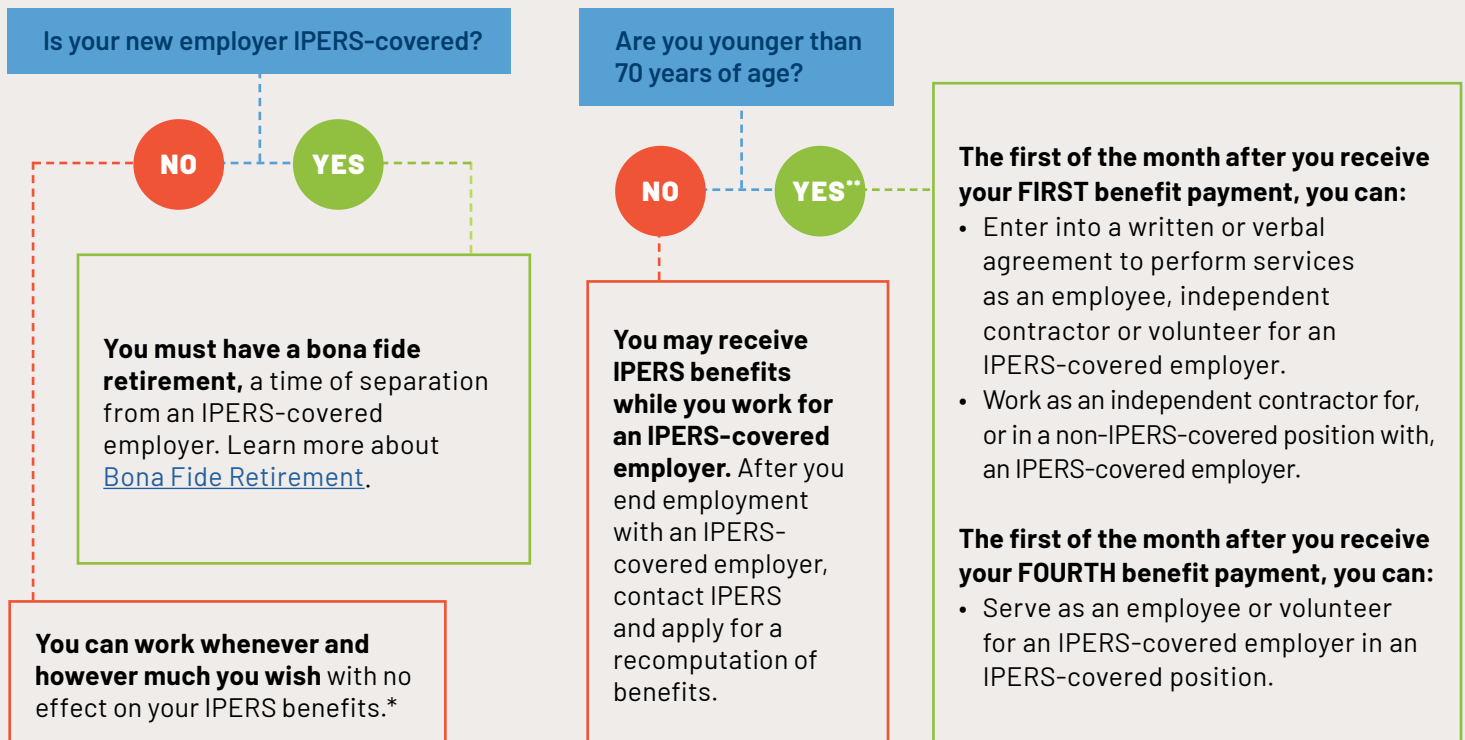 Is your new employer IPERS-covered?
NO
YES
You must have a bona fide
retirement, a time of separation
from an IPERS-covered
employer. Learn more about
Bona Fide Retirement.
You can work whenever and
however much you wish with no
effect on your IPERS benefits.*
Are you younger than
70 years of age?
NO
YES**
You may receive
IPERS benefits
while you work for
an IPERS-covered
employer. After you
end employment
with an IPERS-
covered employer,
contact IPERS
and apply for a
recomputation of
benefits.
The first of the month after you receive
your FIRST benefit payment, you can:
• Enter into a written or verbal
agreement to perform services
as an employee, independent
contractor or volunteer for an
IPERS-covered employer.
• Work as an independent contractor for,
or in a non-IPERS-covered position with,
an IPERS-covered employer.
The first of the month after you receive
your FOURTH benefit payment, you can:
• Serve as an employee or volunteer
for an IPERS-covered employer in an
IPERS-covered position.